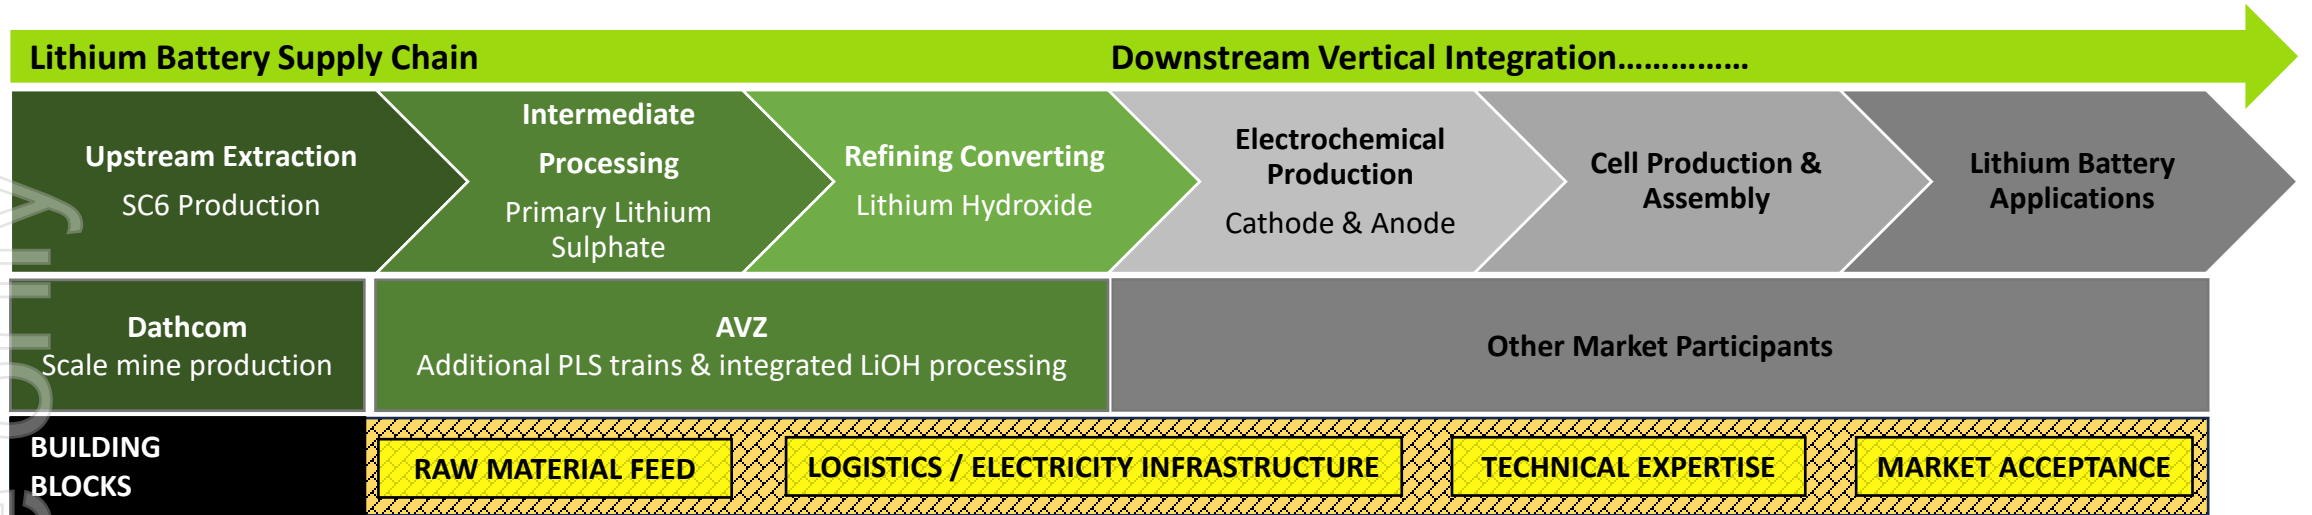 Lithium Battery Supply Chain
Downstream Vertical Integration……………
Upstream Extraction
SC6 Production
Intermediate
Processing
Primary Lithium
Sulphate
Refining Converting
Lithium Hydroxide
Electrochemical
Production
Cathode & Anode
Cell Production &
Assembly
Lithium Battery
Applications
Dathcom
Scale mine production
AVZ
Additional PLS trains & integrated LiOH processing
Other Market Participants
BUILDING
BLOCKS
RAW MATERIAL FEED
LOGISTICS / ELECTRICITY INFRASTRUCTURE
TECHNICAL EXPERTISE
MARKET ACCEPTANCE